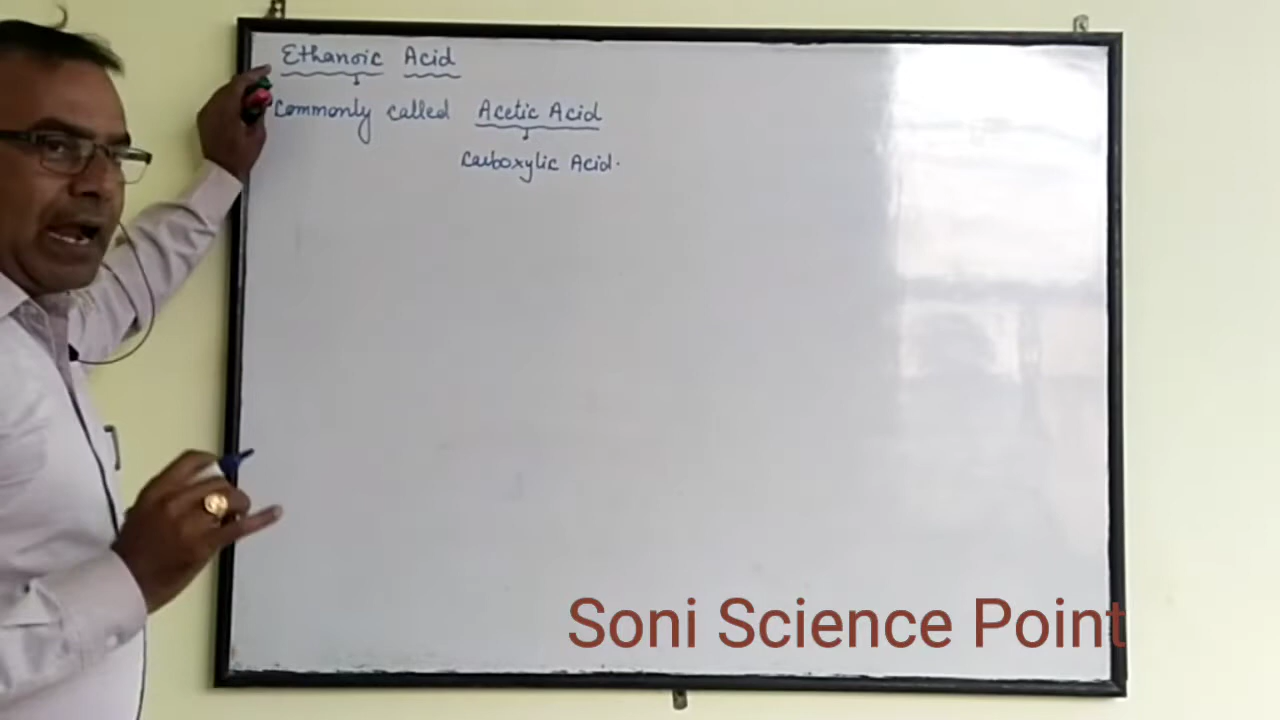 Ethanoic Acid
Commonly called Acetic Acid
Carboxylic Acid.
Soni Science Point